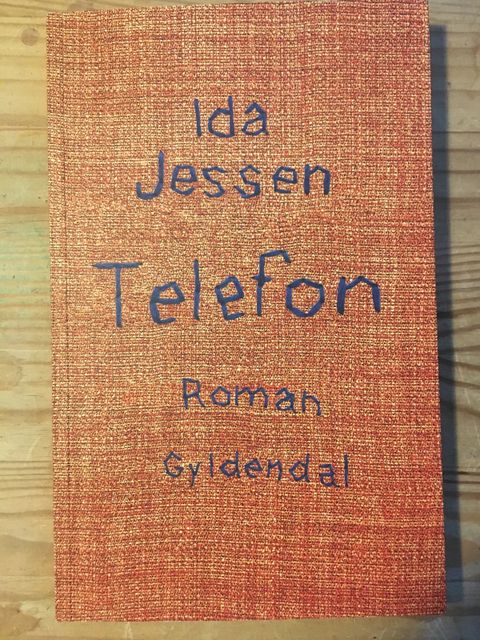 Ida
Jessen
Telefon
Roman
Gyldendal